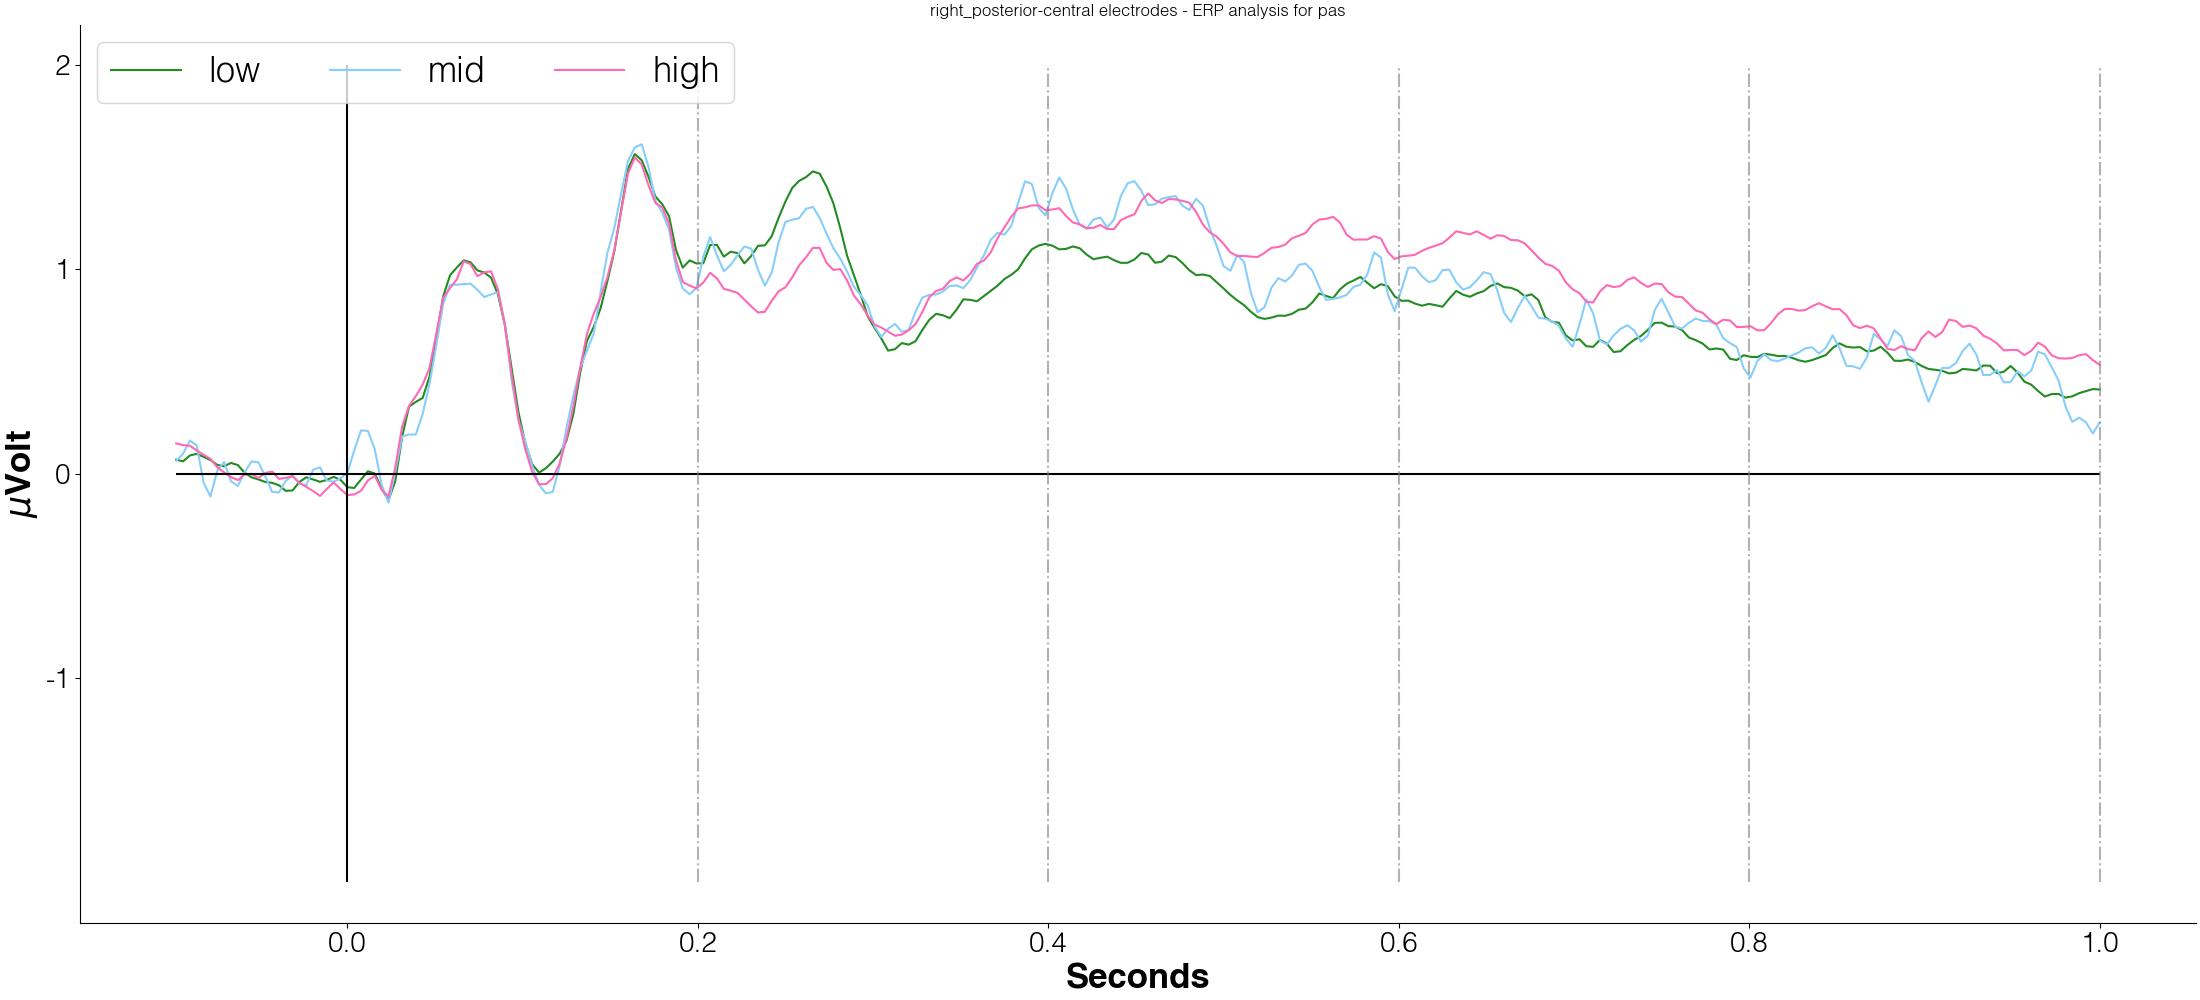 right_posterior-central electrodes - ERP analysis for pas
low mid high
2
1
0
-1
μVolt
0.0 0.2 0.4 0.6 0.8 1.0
Seconds